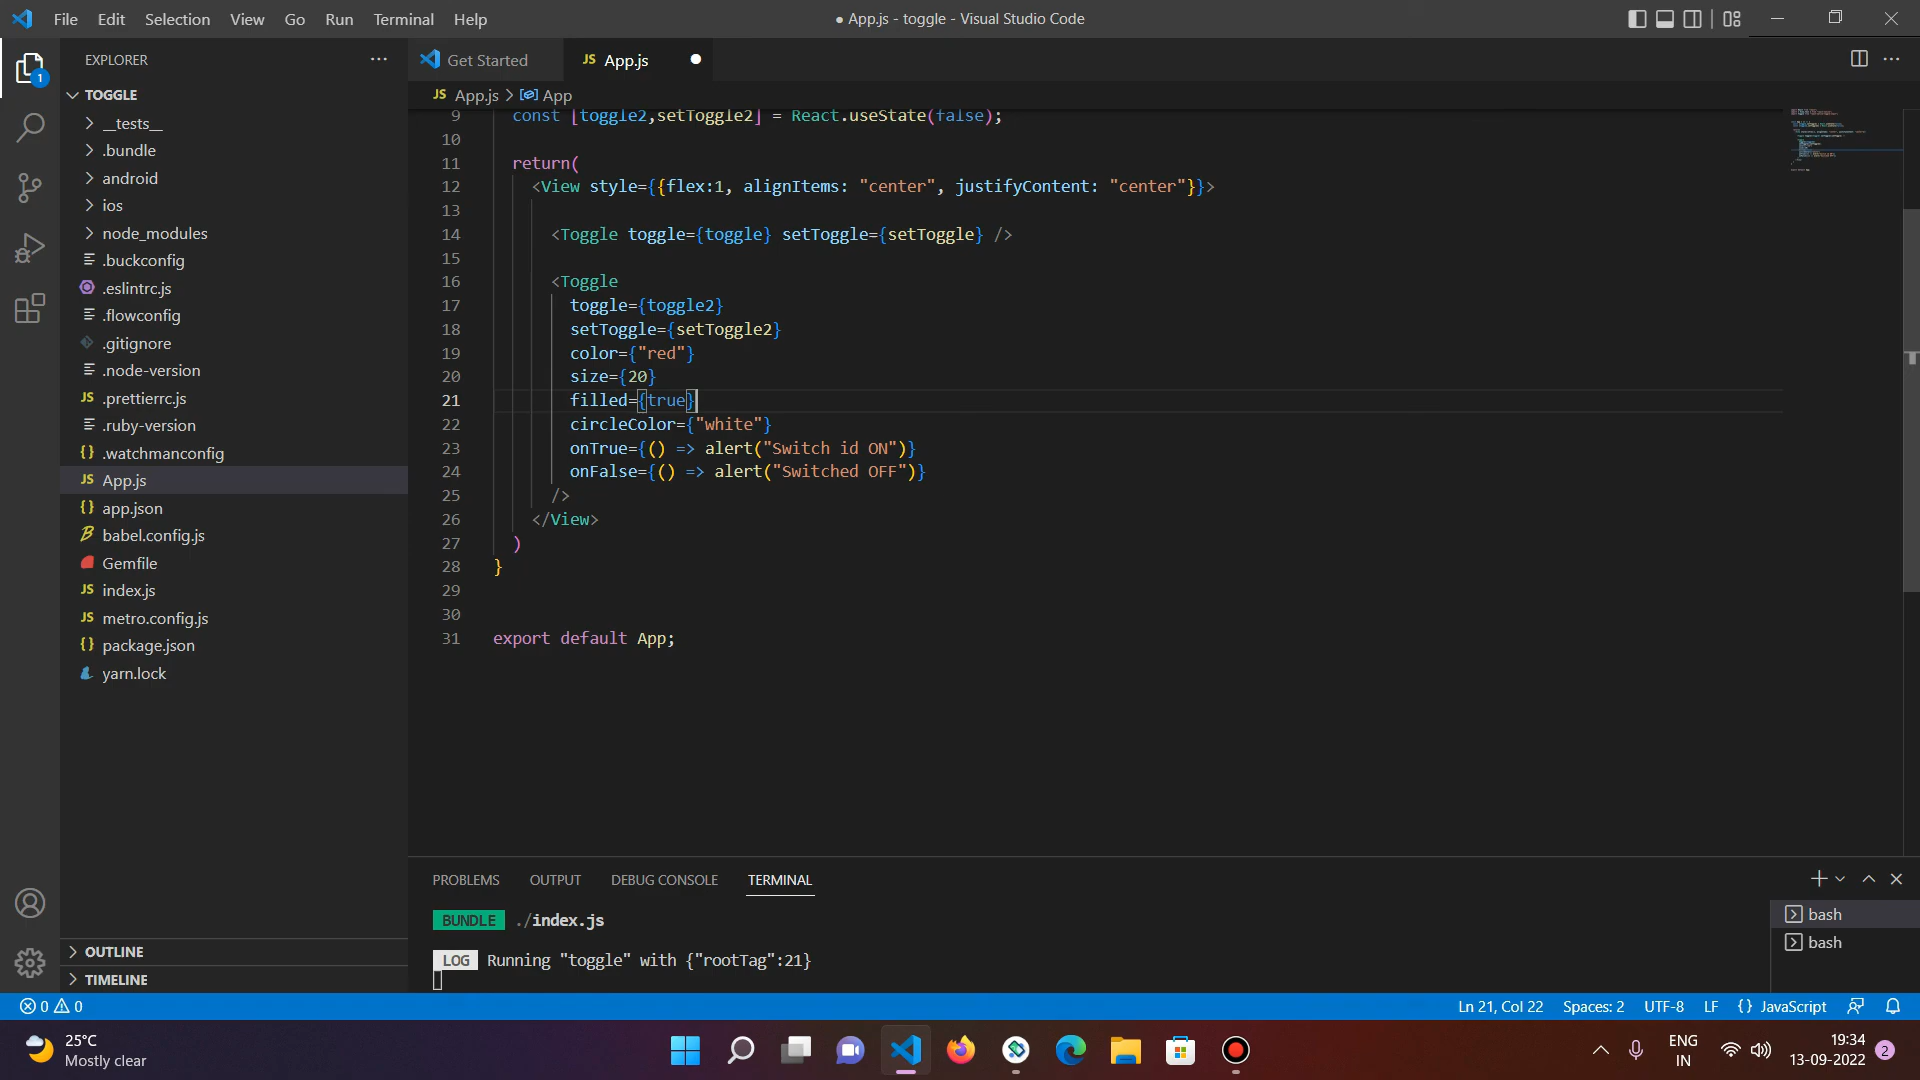 File Edit Selection View Go Run Terminal Help
● App.js - toggle - Visual Studio Code
EXPLORER
TOGGLE
__tests__
.bundle
android
ios
node_modules
.buckconfig
.eslintrc.js
.flowconfig
.gitignore
.node-version
JS .prettierrc.js
.ruby-version
{} .watchmanconfig
JS App.js
{} app.json
babel.config.js
Gemfile
JS index.js
JS metro.config.js
{} package.json
yarn.lock
OUTLINE
TIMELINE
1
Get Started
JS App.js
JS App.js > App
9 const [toggle2,setToggle2] = React.useState(false);
10
11 return(
12 <View style={{flex:1, alignItems: "center", justifyContent: "center"}}>
13
14 <Toggle toggle={toggle} setToggle={setToggle} />
15
16 <Toggle
17 toggle={toggle2}
18 setToggle={setToggle2}
19 color={"red"}
20 size={20}
21 filled={true}
22 circleColor={"white"}
23 onTrue={() => alert("Switch id ON")}
24 onFalse={() => alert("Switched OFF")}
25 />
26 </View>
27 )
28 }
29
30
31 export default App;
PROBLEMS OUTPUT DEBUG CONSOLE TERMINAL
BUNDLE ./index.js
LOG Running "toggle" with {"rootTag":21}
bash
bash
0 0
Ln 21, Col 22 Spaces: 2 UTF-8 LF {} JavaScript
25°C
Mostly clear
ENG
IN
19:34
13-09-2022
2